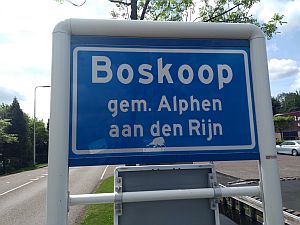 Boskoop
gem. Alphen
aan den Rijn